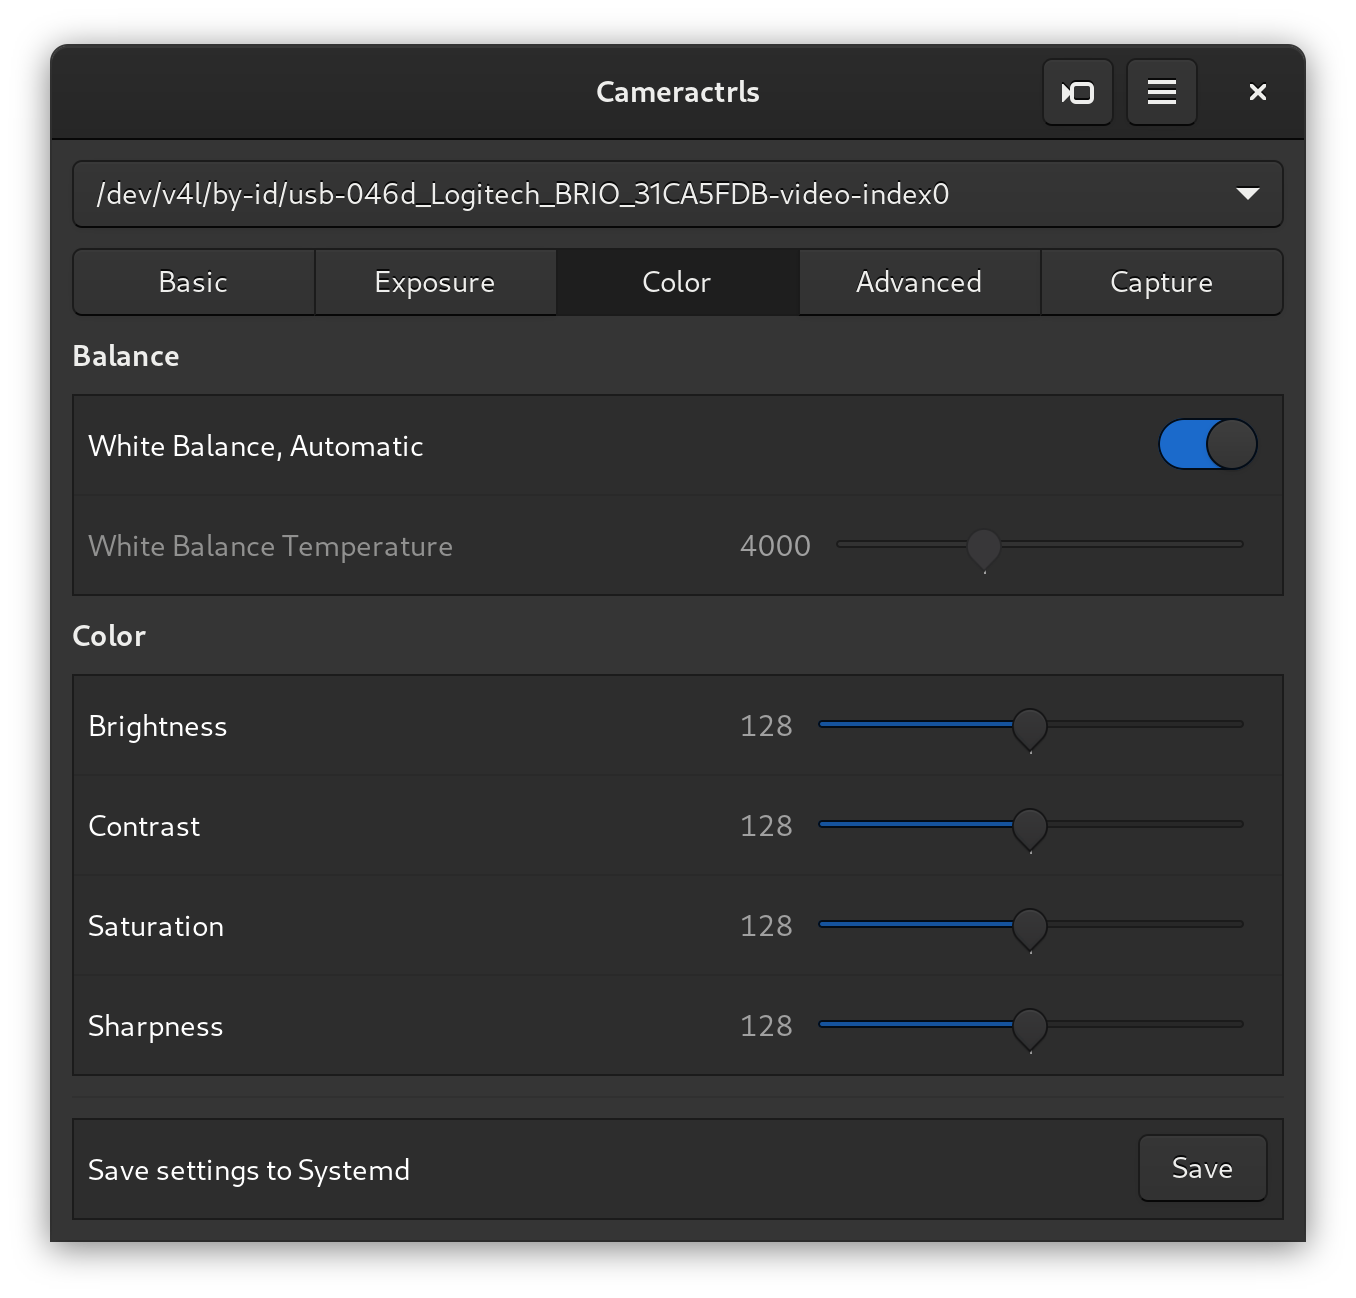 Cameractrls
/dev/v4l/by-id/usb-046d_Logitech_BRIO_31CA5FDB-video-index0
Basic Exposure Color Advanced Capture
Balance
White Balance, Automatic
White Balance Temperature 4000
Color
Brightness 128
Contrast 128
Saturation 128
Sharpness 128
Save settings to Systemd Save